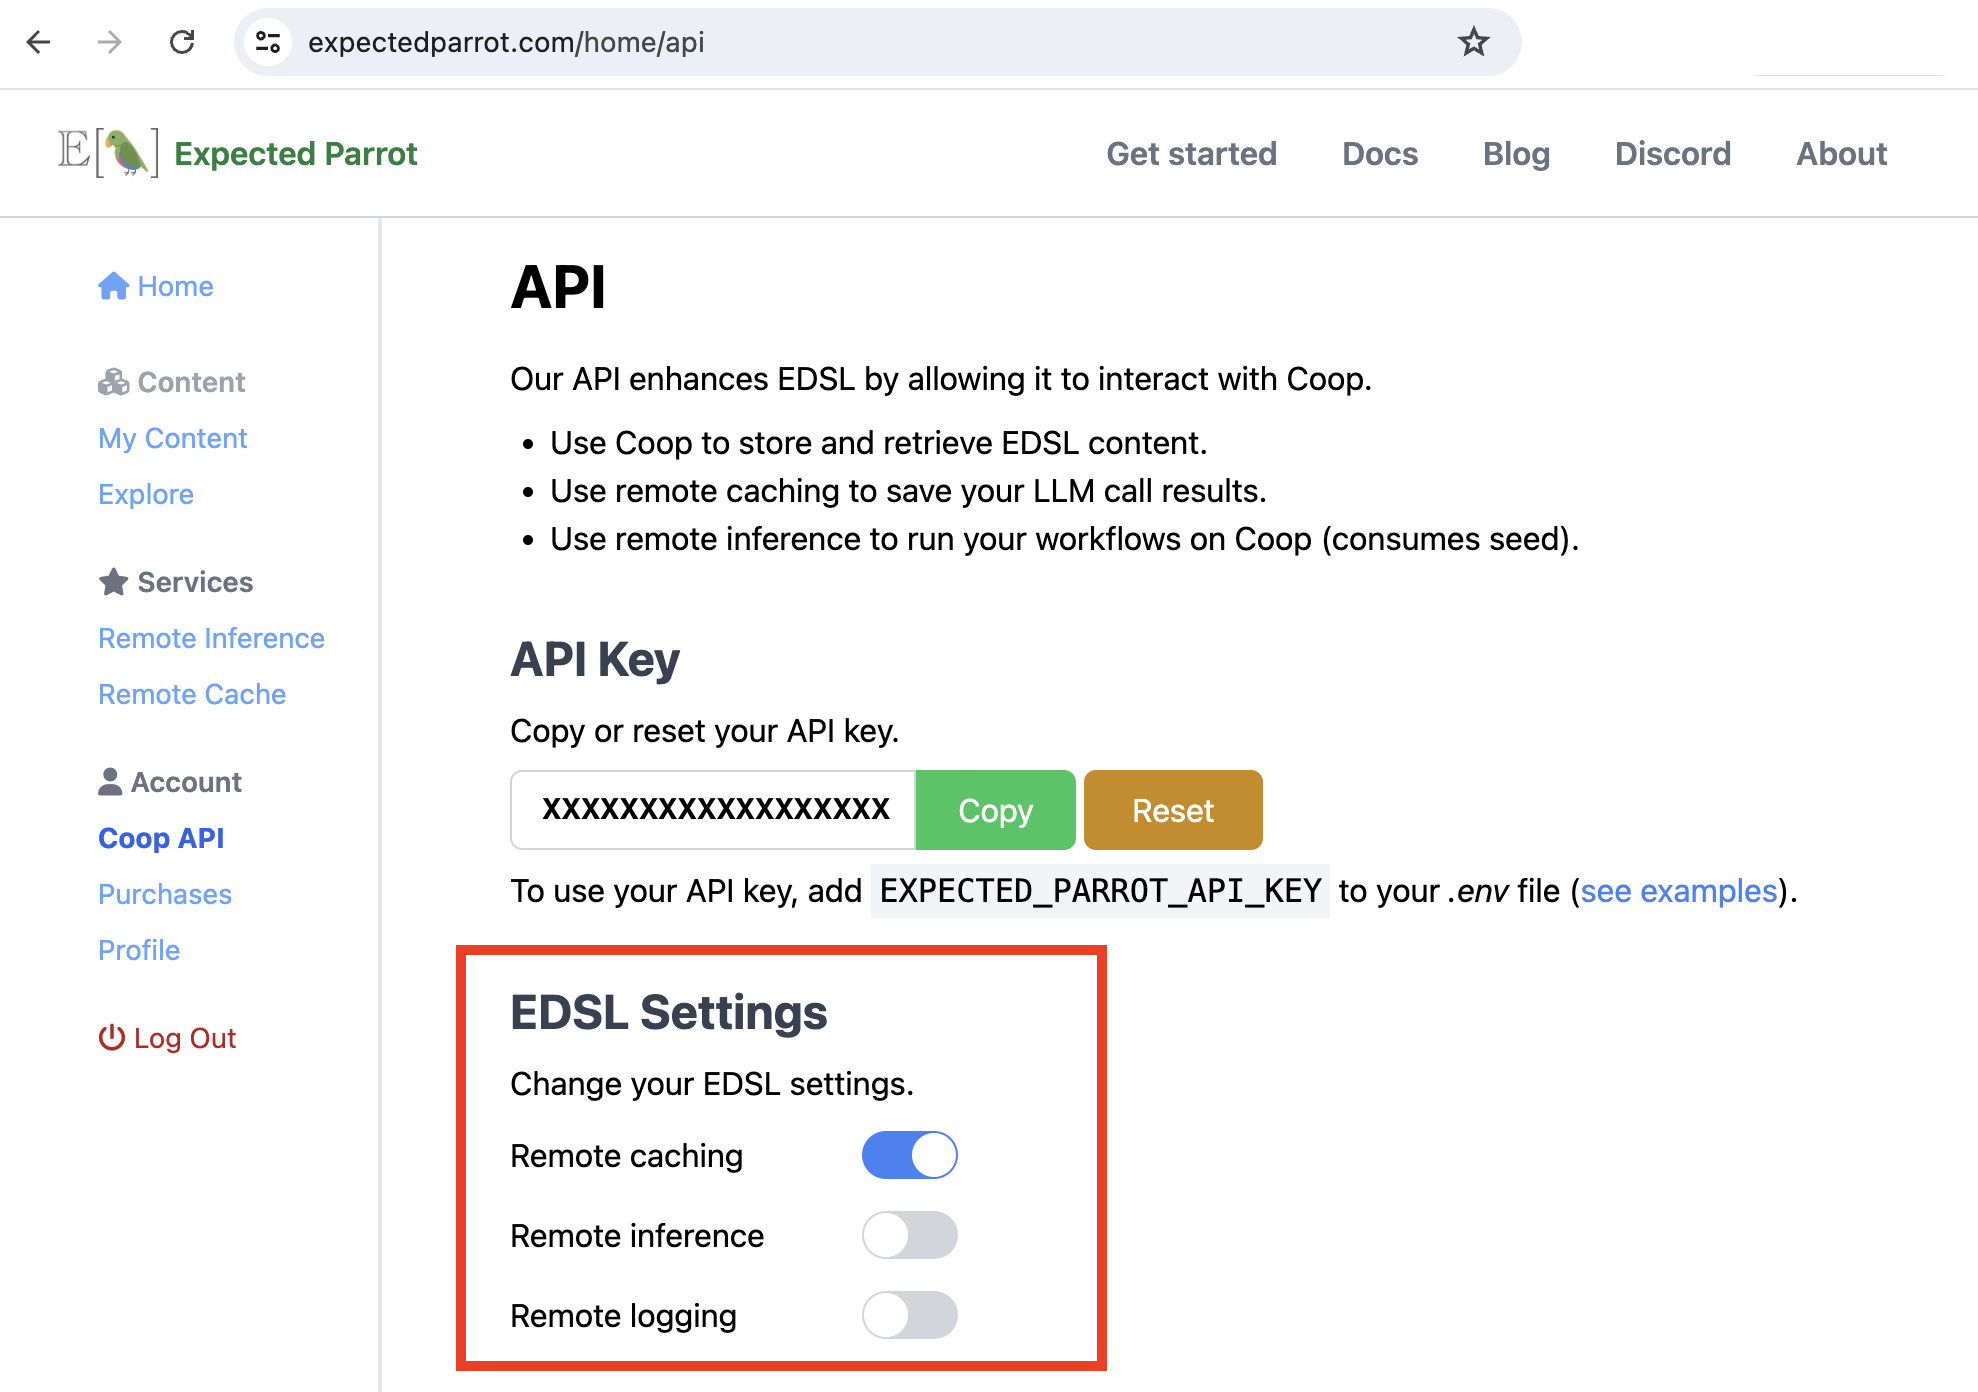 expectedparrot.com/home/api
E[ ] Expected Parrot
Get started
Docs
Blog
Discord
About
Home
Content
My Content
Explore
Services
Remote Inference
Remote Cache
Account
Coop API
Purchases
Profile
Log Out
API
Our API enhances EDSL by allowing it to interact with Coop.
• Use Coop to store and retrieve EDSL content.
• Use remote caching to save your LLM call results.
• Use remote inference to run your workflows on Coop (consumes seed).
API Key
Copy or reset your API key.
XXXXXXXXXXXXXXXXXX Copy Reset
To use your API key, add EXPECTED_PARROT_API_KEY to your .env file (see examples).
EDSL Settings
Change your EDSL settings.
Remote caching
Remote inference
Remote logging